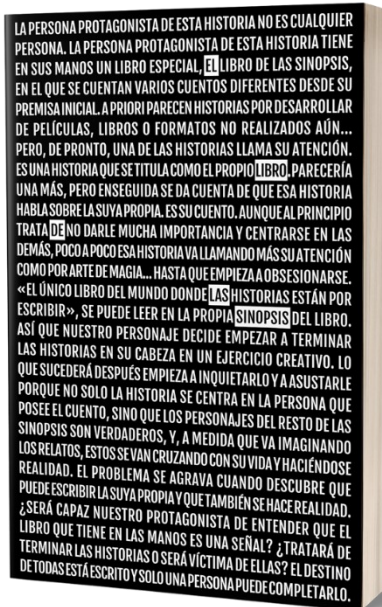 LA PERSONA PROTAGONISTA DE ESTA HISTORIA NO ES CUALQUIER
PERSONA. LA PERSONA PROTAGONISTA DE ESTA HISTORIA TIENE
EN SUS MANOS UN LIBRO ESPECIAL, EL LIBRO DE LAS SINOPSIS,
EN EL QUE SE CUENTAN VARIOS CUENTOS DIFERENTES DESDE SU
PREMISA INICIAL. A PRIORI PARECEN HISTORIAS POR DESARROLLAR
DE PELÍCULAS, LIBROS O FORMATOS NO REALIZADOS AÚN...
PERO, DE PRONTO, UNA DE LAS HISTORIAS LLAMA SU ATENCIÓN.
ES UNA HISTORIA QUE SE TITULA COMO EL PROPIO LIBRO. PARECERÍA
UNA MÁS, PERO ENSEGUIDA SE DA CUENTA DE QUE ESA HISTORIA
HABLA SOBRE LA SUYA PROPIA. ES SU CUENTO. AUNQUE AL PRINCIPIO
TRATA DE NO DARLE MUCHA IMPORTANCIA Y CENTRARSE EN LAS
DEMÁS, POCO A POCO ESA HISTORIA VA LLAMANDO MÁS SU ATENCIÓN
COMO POR ARTE DE MAGIA... HASTA QUE EMPIEZA A OBSESIONARSE.
«EL ÚNICO LIBRO DEL MUNDO DONDE LAS HISTORIAS ESTÁN POR
ESCRIBIR», SE PUEDE LEER EN LA PROPIA SINOPSIS DEL LIBRO.
ASÍ QUE NUESTRO PERSONAJE DECIDE EMPEZAR A TERMINAR
LAS HISTORIAS EN SU CABEZA EN UN EJERCICIO CREATIVO. LO
QUE SUCEDERÁ DESPUÉS EMPIEZA A INQUIETARLO Y A ASUSTARLE
PORQUE NO SOLO LA HISTORIA SE CENTRA EN LA PERSONA QUE
POSEE EL CUENTO, SINO QUE LOS PERSONAJES DEL RESTO DE LAS
SINOPSIS SON VERDADEROS, Y, A MEDIDA QUE VA IMAGINANDO
LOS RELATOS, ESTOS SE VAN CRUZANDO CON SU VIDA Y HACIÉNDOSE
REALIDAD. EL PROBLEMA SE AGRAVA CUANDO DESCUBRE QUE
PUEDE ESCRIBIR LA SUYA PROPIA Y QUE TAMBIÉN SE HACE REALIDAD.
¿SERÁ CAPAZ NUESTRO PROTAGONISTA DE ENTENDER QUE EL
LIBRO QUE TIENE EN LAS MANOS ES UNA SEÑAL? ¿TRATARÁ DE
TERMINAR LAS HISTORIAS O SERÁ VÍCTIMA DE ELLAS? EL DESTINO
DE TODAS ESTÁ ESCRITO Y SOLO UNA PERSONA PUEDE COMPLETARLO.